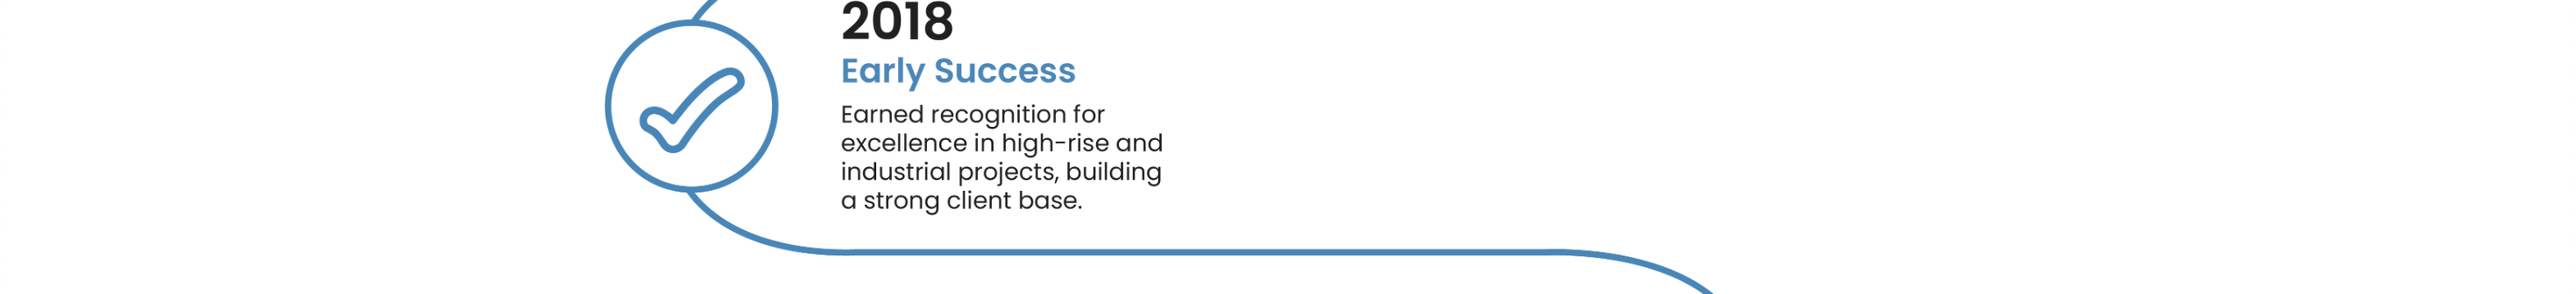 2018
Early Success
Earned recognition for
excellence in high-rise and
industrial projects, building
a strong client base.